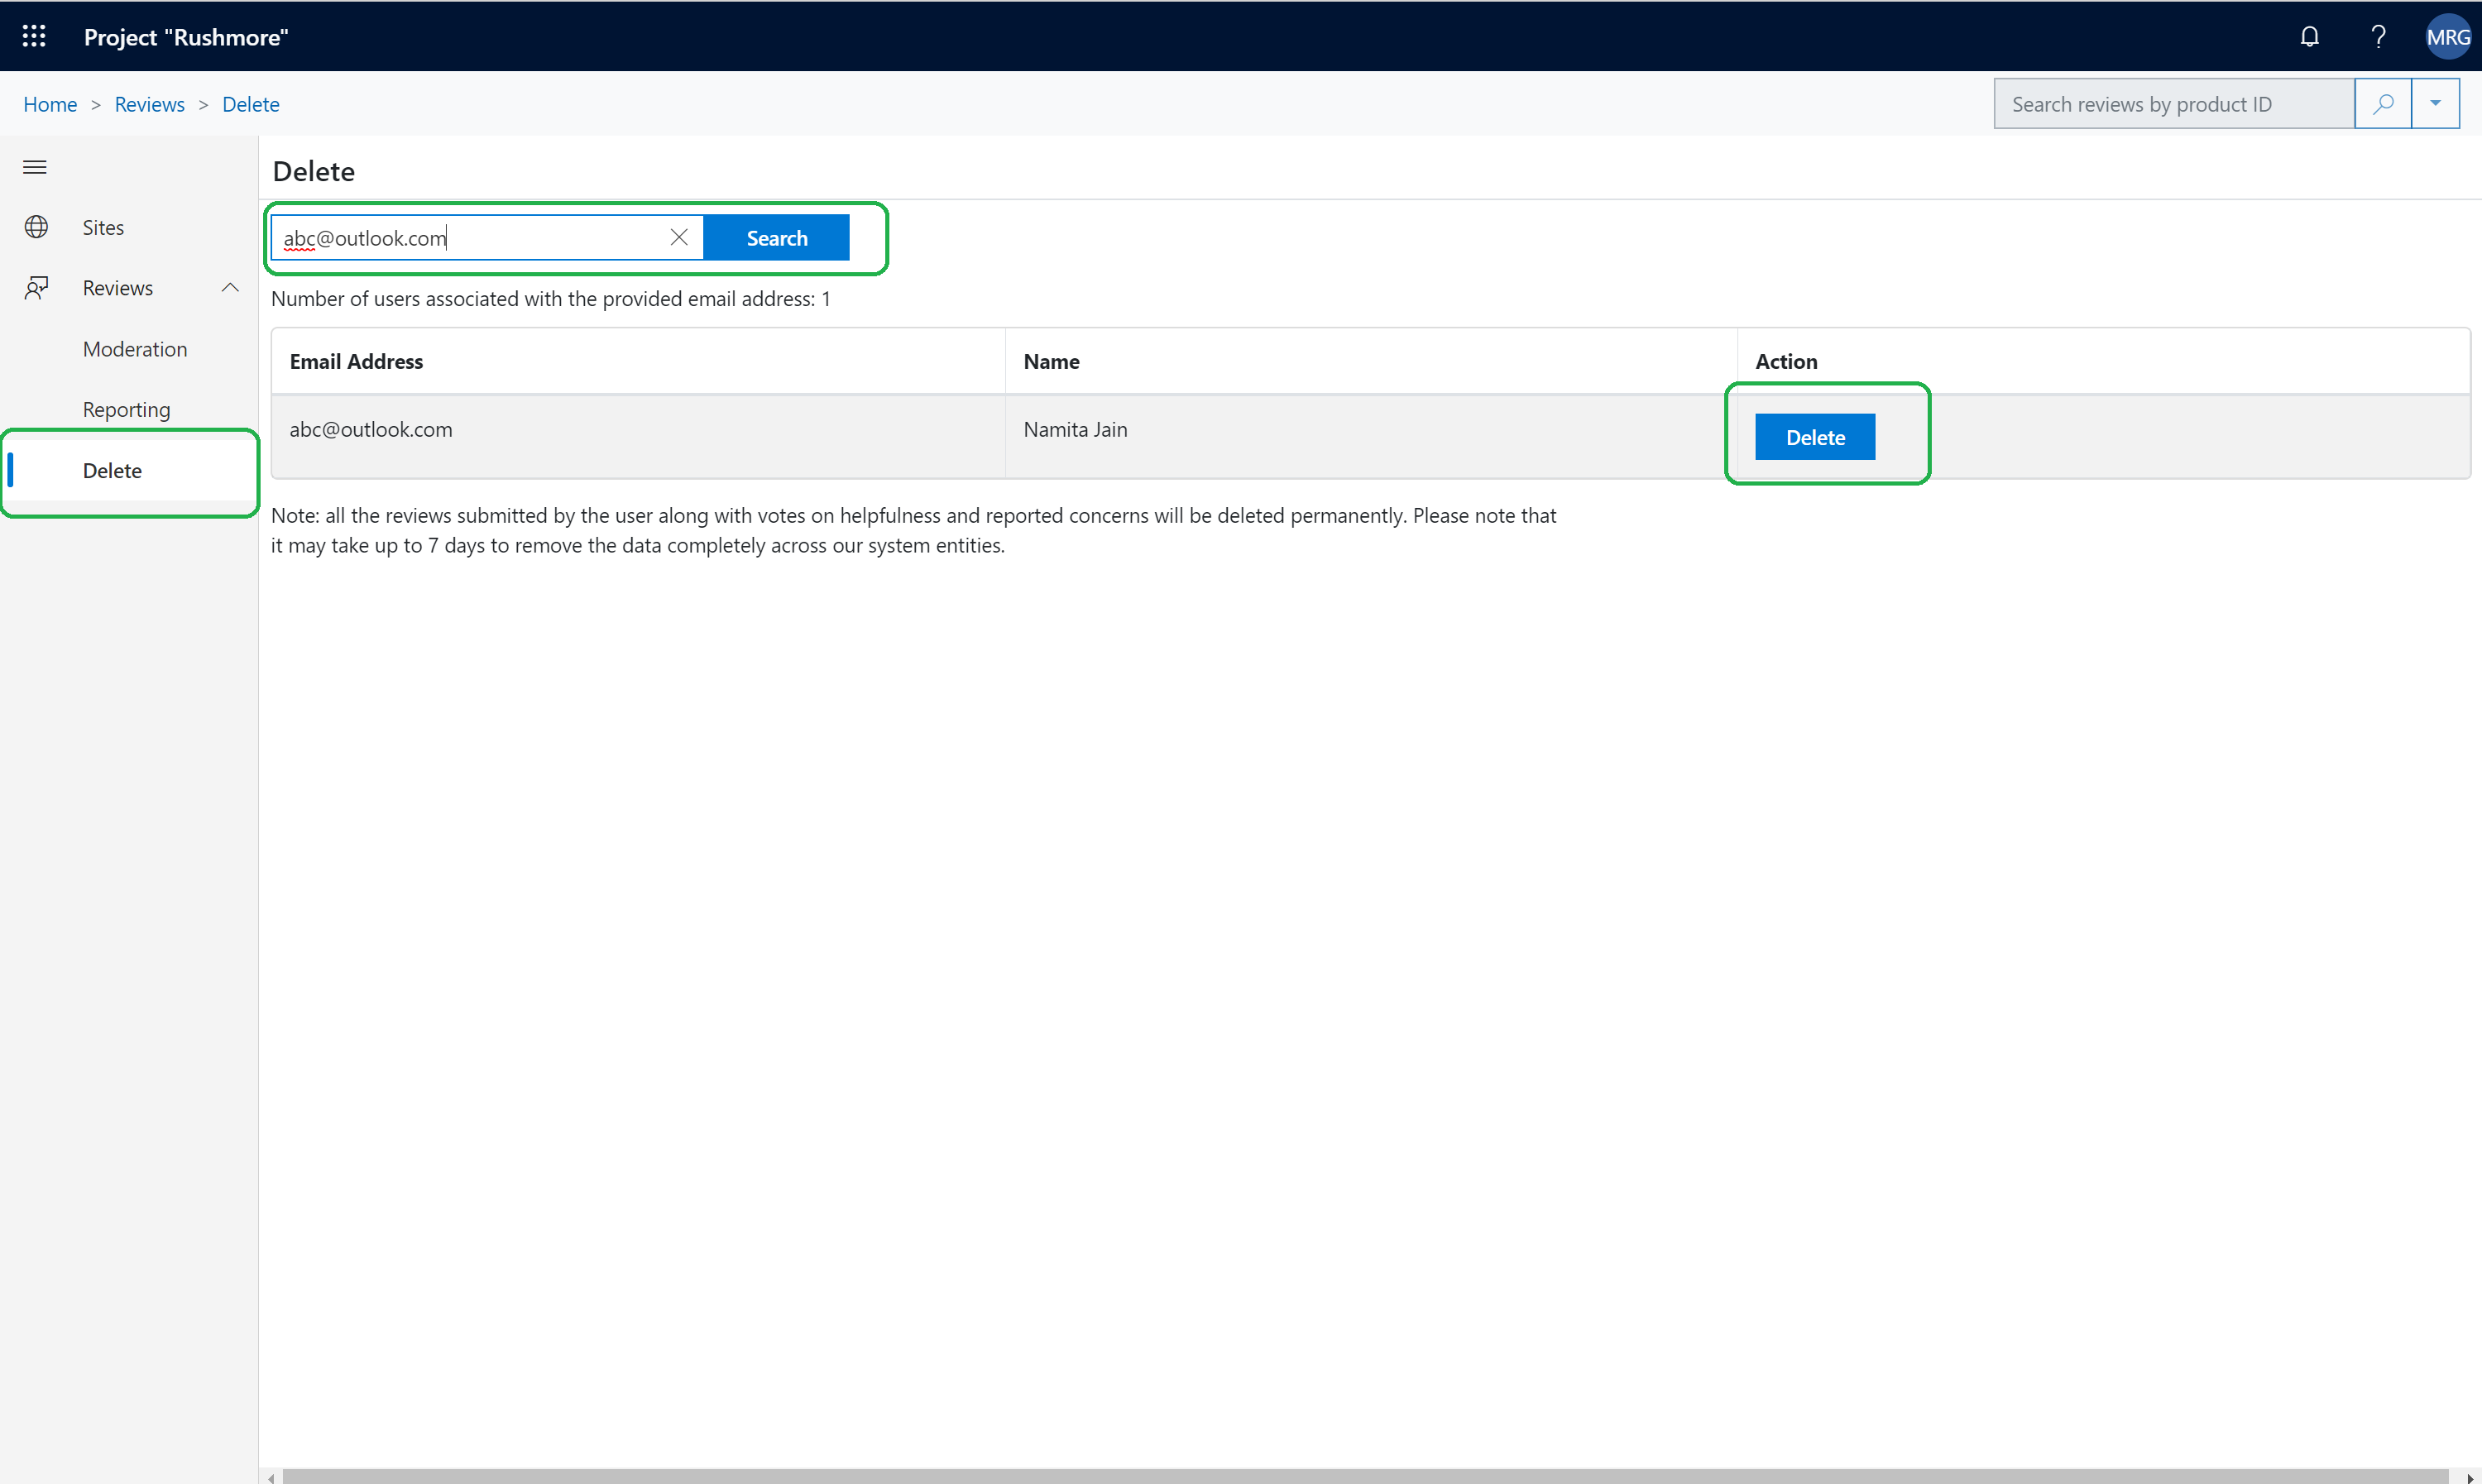 Project "Rushmore"
MRG
Home > Reviews > Delete
Search reviews by product ID
Delete
Sites
Reviews
Moderation
Reporting
Delete
abc@outlook.com
Search
Number of users associated with the provided email address: 1
Email Address Name Action
abc@outlook.com Namita Jain Delete
Note: all the reviews submitted by the user along with votes on helpfulness and reported concerns will be deleted permanently. Please note that
it may take up to 7 days to remove the data completely across our system entities.